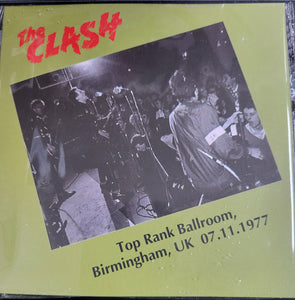 The
CLASH
Top Rank Ballroom,
Birmingham, UK 07.11.1977